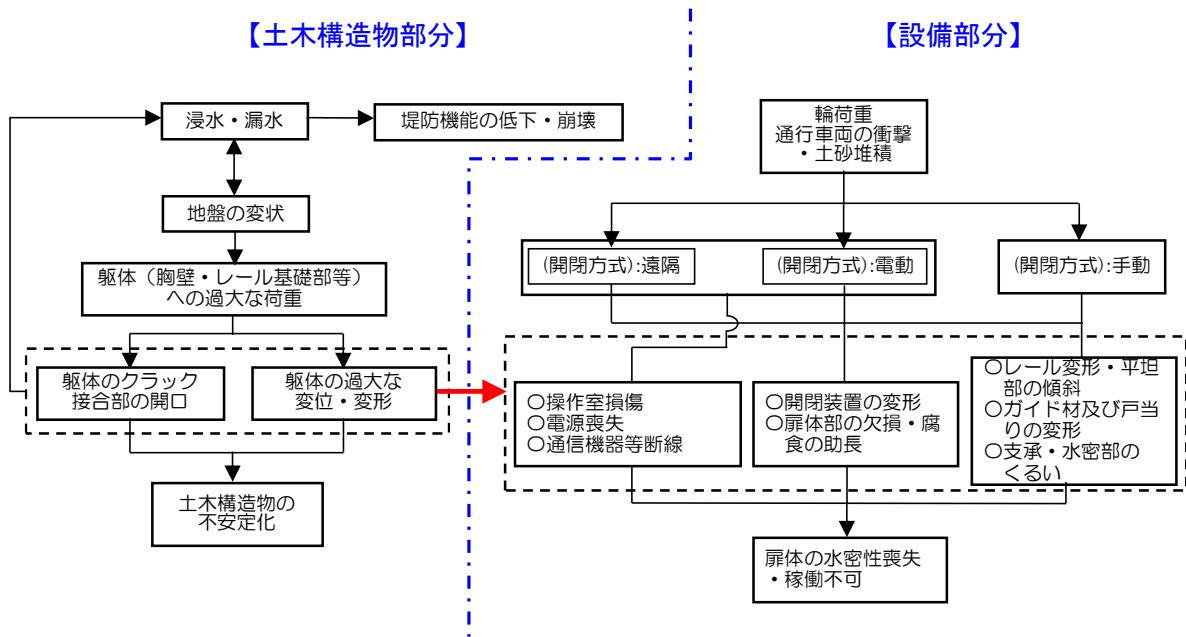 【土木構造物部分】
浸水・漏水
堤防機能の低下・崩壊
地盤の変状
躯体（胸壁・レール基礎部等）
への過大な荷重
躯体のクラック
接合部の開口
躯体の過大な
変位・変形
土木構造物の
不安定化
【設備部分】
輪荷重
通行車両の衝撃
・土砂堆積
(開閉方式):遠隔
(開閉方式):電動
(開閉方式):手動
〇操作室損傷
〇電源喪失
〇通信機器等断線
〇開閉装置の変形
〇扉体部の欠損・腐
食の助長
〇レール変形・平坦
部の傾斜
〇ガイド材及び戸当
りの変形
〇支承・水密部の
くるい
扉体の水密性喪失
・稼働不可